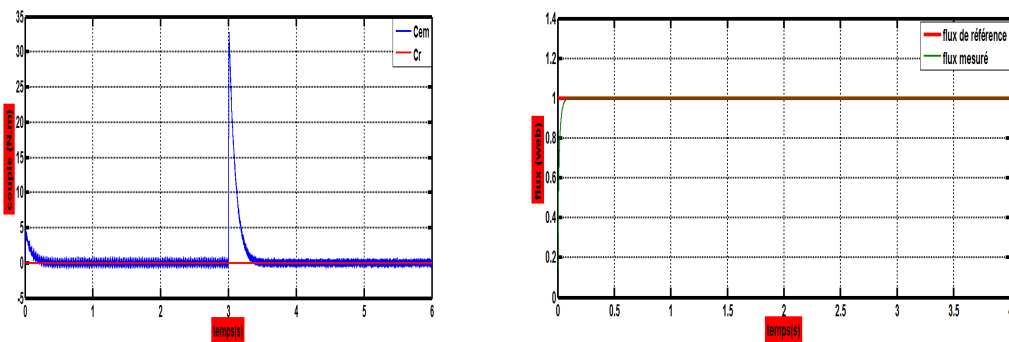 35
30
25
20
15
10
5
0
-5
0 1 2 3 4 5 6
couple (N.m)
temps(s)
Cem
Cr
1.4
1.2
1
0.8
0.6
0.4
0.2
0
0 0.5 1 1.5 2 2.5 3 3.5 4
flux (web)
temps(s)
flux de référence
flux mesuré